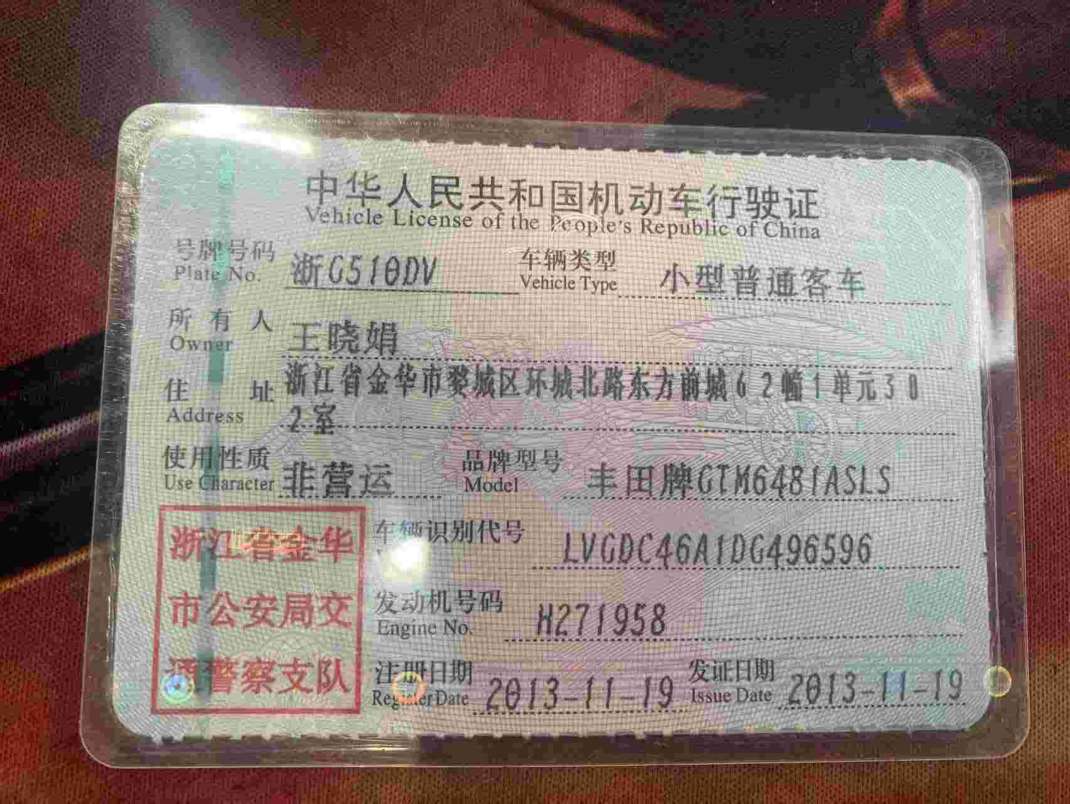 中华人民共和国机动车行驶证
Vehicle License of the People's Republic of China
号牌号码 浙G510DV 车辆类型 小型普通客车
Plate No. Vehicle Type
所有人 王晓娟
Owner
住址 浙江省金华市婺城区环城北路东方前城62幢1单元30
Address 2室
使用性质 非营运 品牌型号 丰田牌GTM6481ASLS
Use Character Model
浙江省金华 车辆识别代号 LVGDC46A1DG496596
市公安局交 发动机号码 H271958
Engine No.
通警察支队 注册日期 2013-11-19 发证日期 2013-11-19
Register Date Issue Date